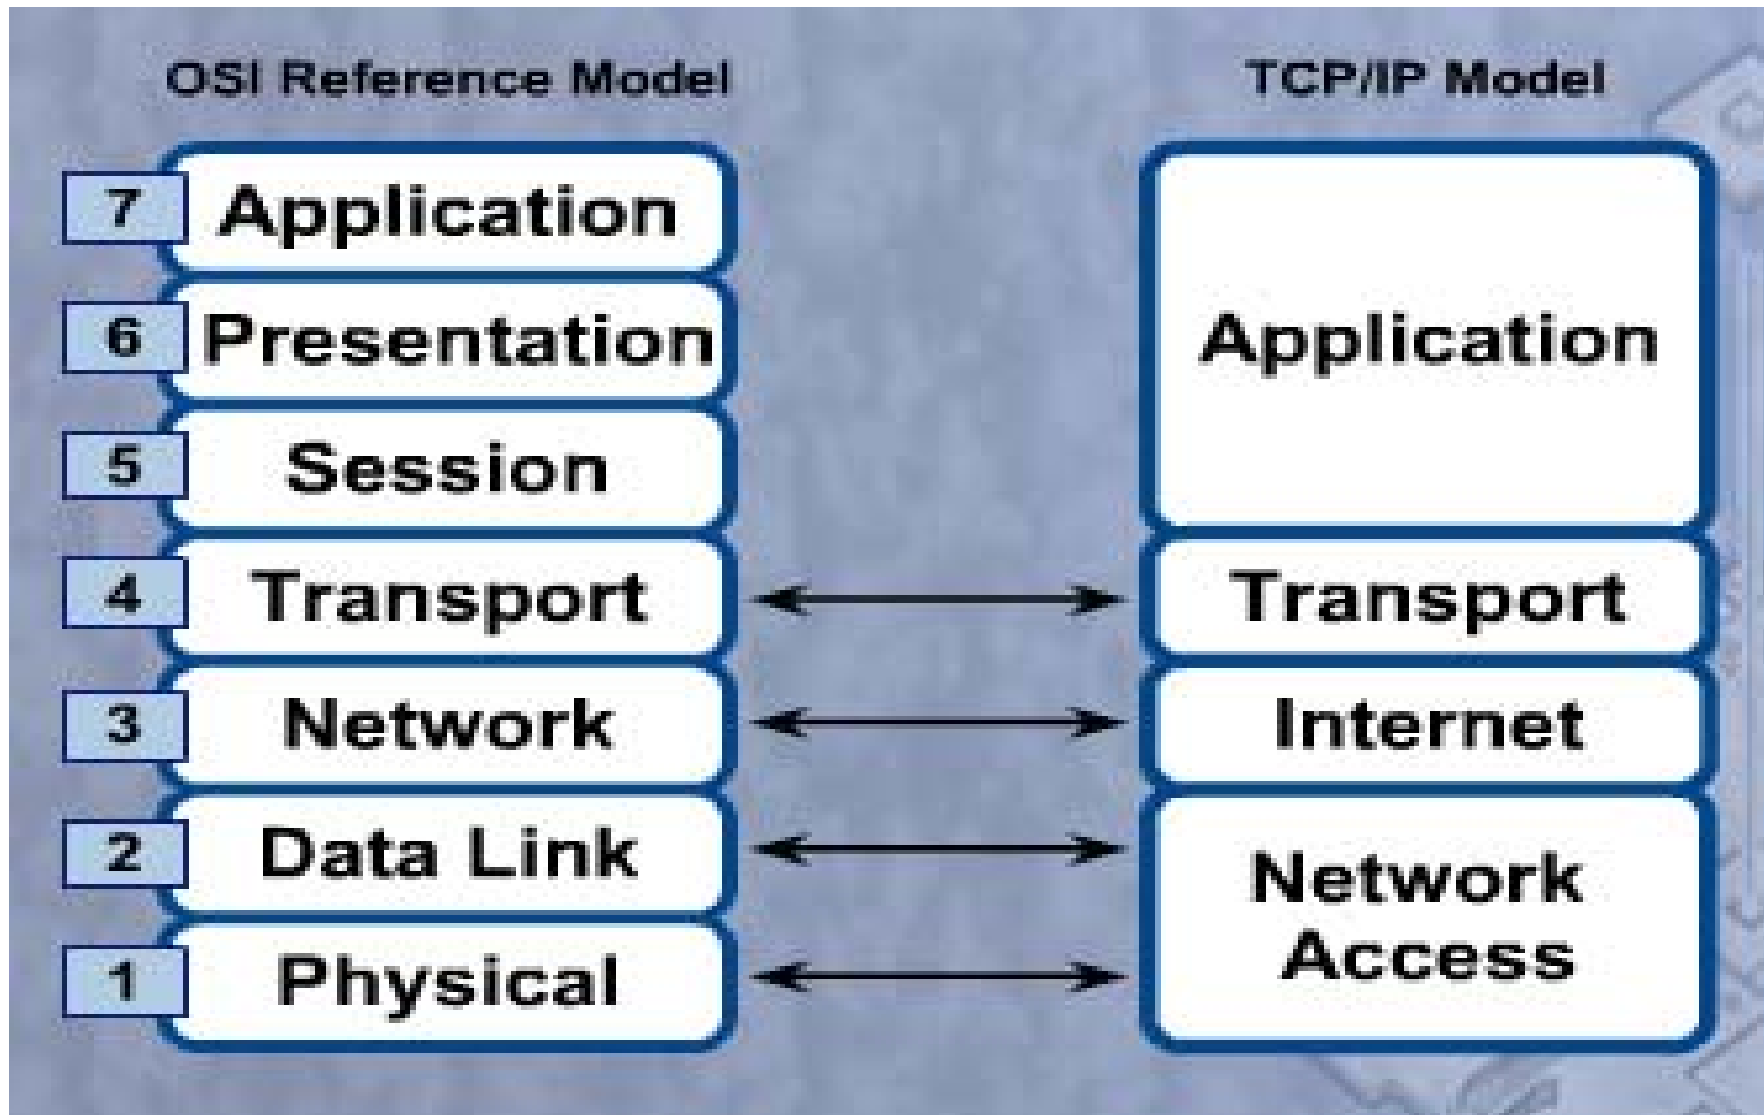 OSI Reference Model
7 Application
6 Presentation
5 Session
4 Transport
3 Network
2 Data Link
1 Physical
TCP/IP Model
Application
Transport
Internet
Network
Access